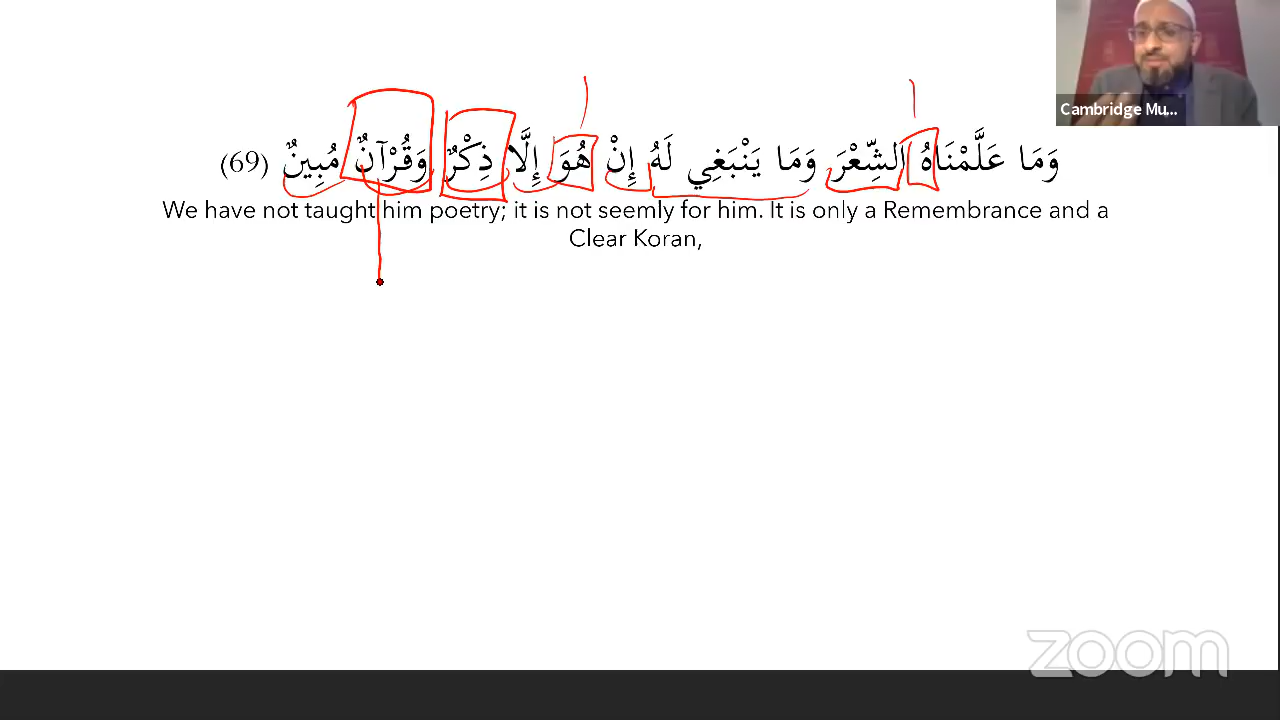 Cambridge Mu...
وَمَا عَلَّمْنَاهُ الشِّعْرَ وَمَا يَنْبَغِي لَهُ إِنْ هُوَ إِلَّا ذِكْرٌ وَقُرْآنٌ مُبِينٌ (69)
We have not taught him poetry; it is not seemly for him. It is only a Remembrance and a
Clear Koran,
zoom